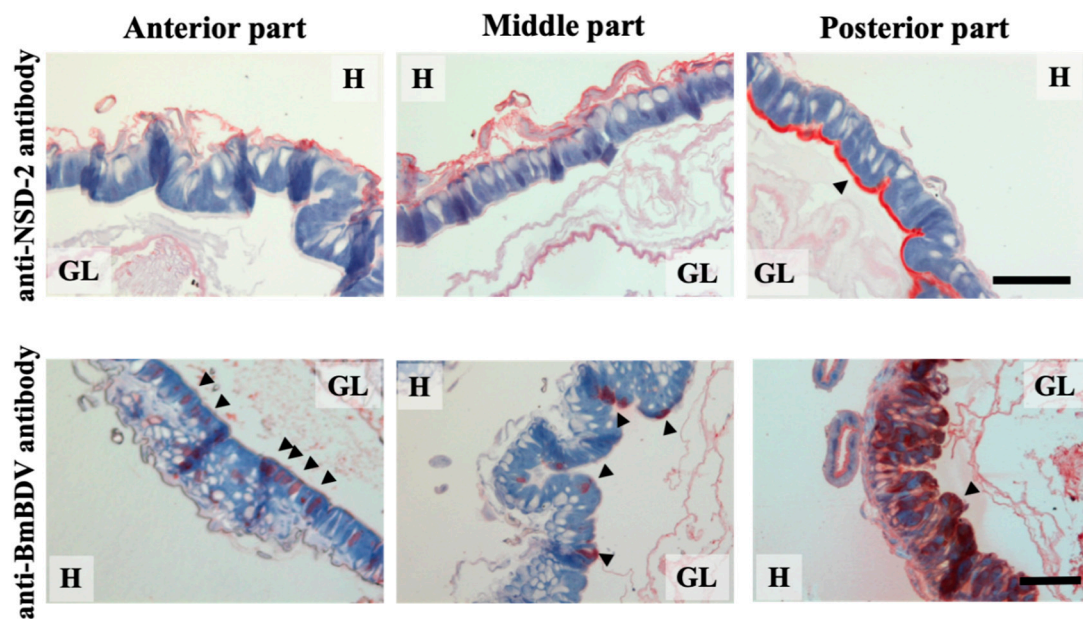 Anterior part
Middle part
Posterior part
anti-NSD-2 antibody
H
GL
H
GL
H
GL
anti-BmBDV antibody
GL
H
H
GL
GL
H